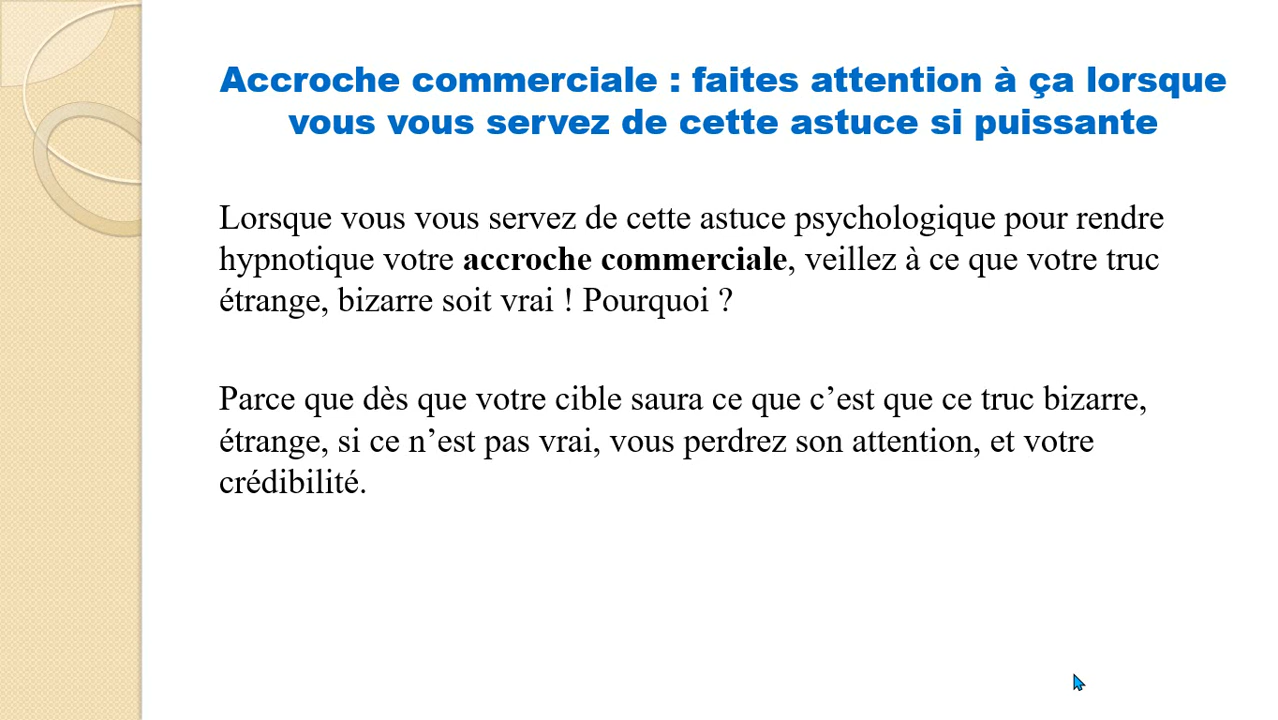 Accroche commerciale : faites attention à ça lorsque
vous vous servez de cette astuce si puissante
Lorsque vous vous servez de cette astuce psychologique pour rendre
hypnotique votre accroche commerciale, veillez à ce que votre truc
étrange, bizarre soit vrai ! Pourquoi ?
Parce que dès que votre cible saura ce que c’est que ce truc bizarre,
étrange, si ce n’est pas vrai, vous perdrez son attention, et votre
crédibilité.